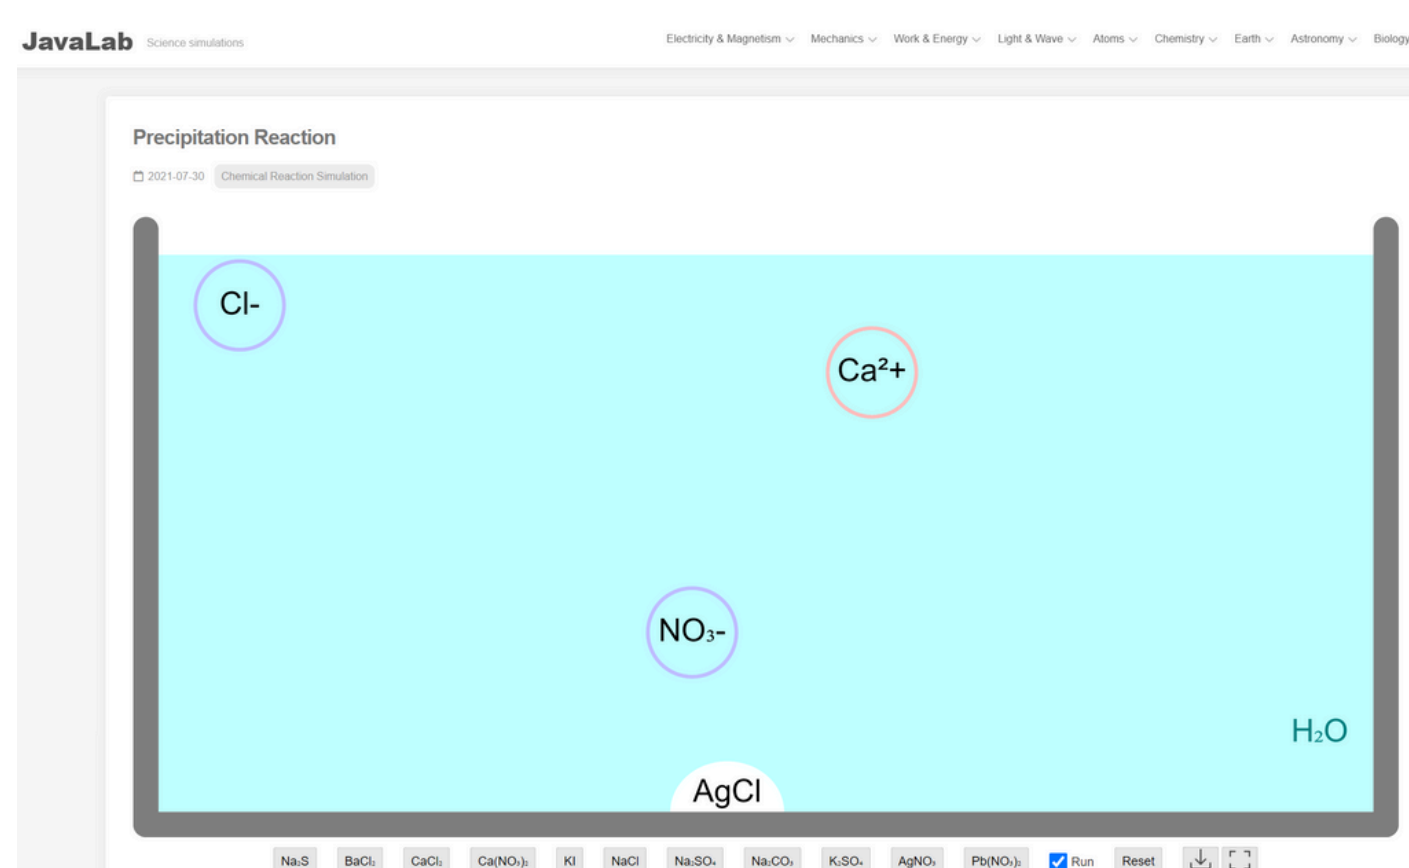 JavaLab Science simulations Electricity & Magnetism Mechanics Work & Energy Light & Wave Atoms Chemistry Earth Astronomy Biology
Precipitation Reaction
2021-07-30 Chemical Reaction Simulation
Cl-
Ca²+
NO₃-
H₂O
AgCl
Na₂S BaCl₂ CaCl₂ Ca(NO₃)₂ KI NaCl Na₂SO₄ Na₂CO₃ K₂SO₄ AgNO₃ Pb(NO₃)₂ Run Reset